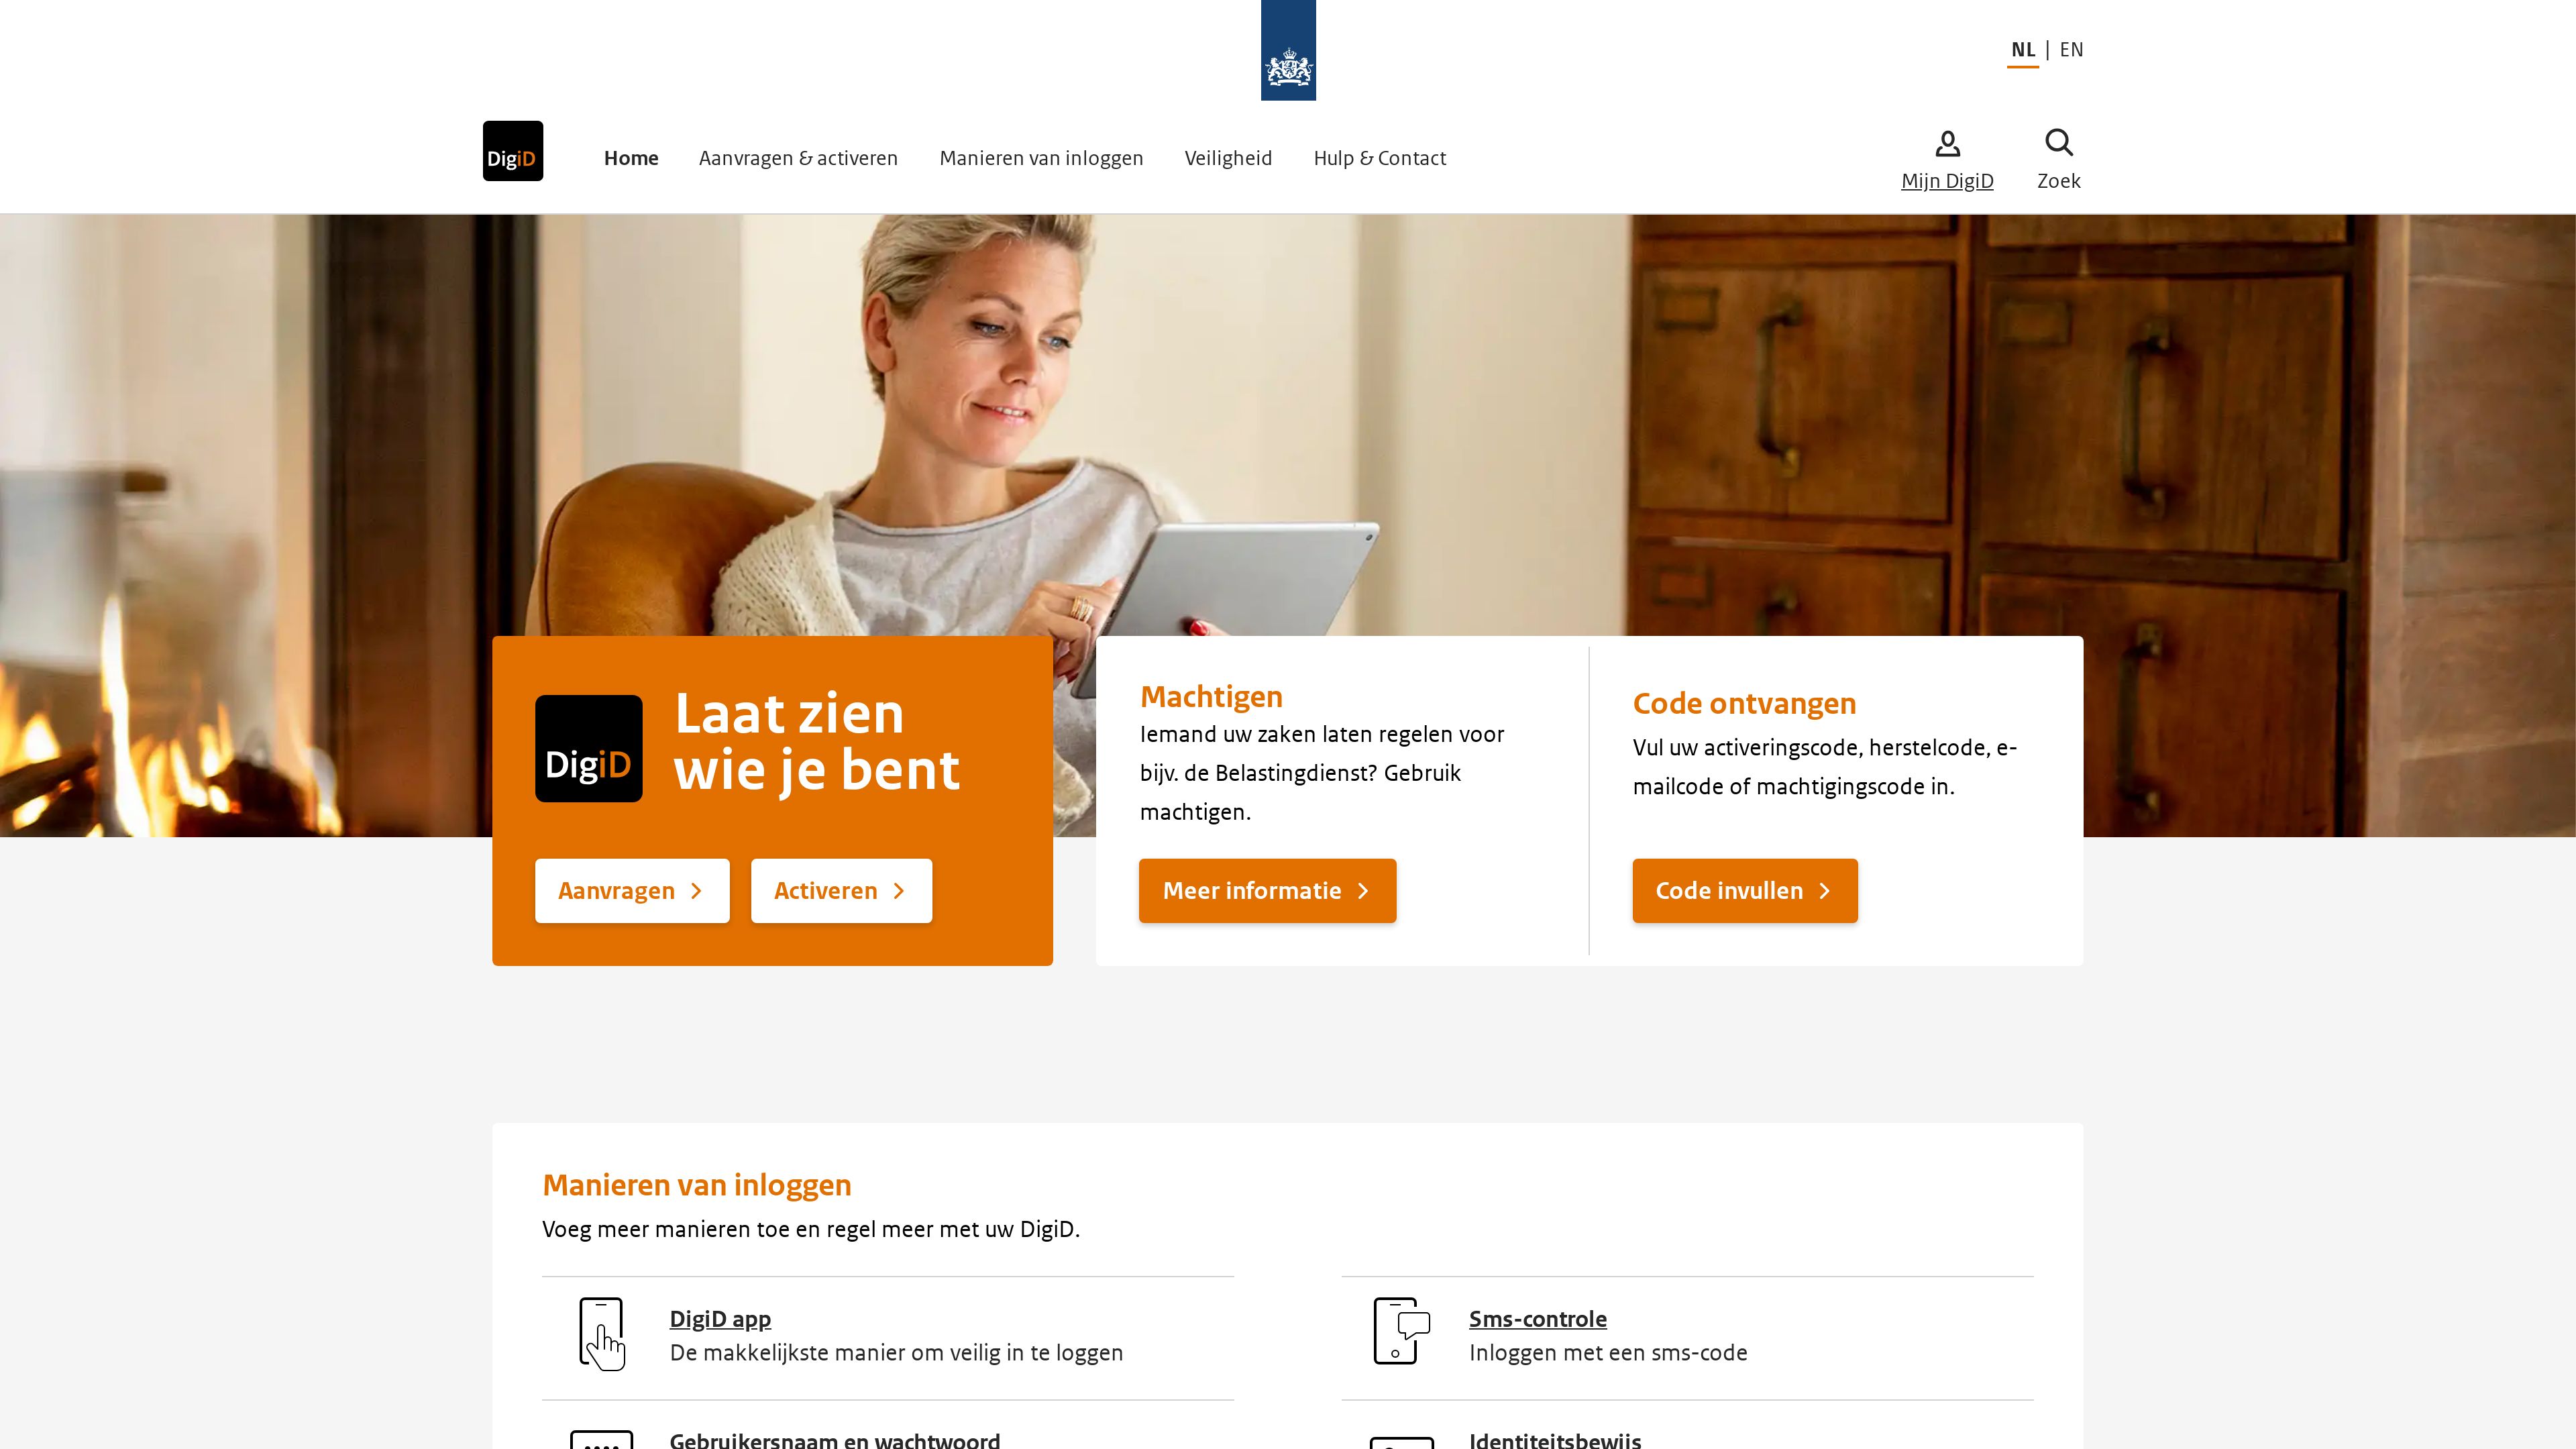 NL | EN
DigiD
Home
Aanvragen & activeren
Manieren van inloggen
Veiligheid
Hulp & Contact
Mijn DigiD
Zoek
DigiD
Laat zien
wie je bent
Aanvragen
Activeren
Machtigen
Iemand uw zaken laten regelen voor
bijv. de Belastingdienst? Gebruik
machtigen.
Meer informatie
Code ontvangen
Vul uw activeringscode, herstelcode, e-
mailcode of machtigingscode in.
Code invullen
Manieren van inloggen
Voeg meer manieren toe en regel meer met uw DigiD.
DigiD app
De makkelijkste manier om veilig in te loggen
Sms-controle
Inloggen met een sms-code
Gebruikersnaam en wachtwoord
Identiteitsbewijs